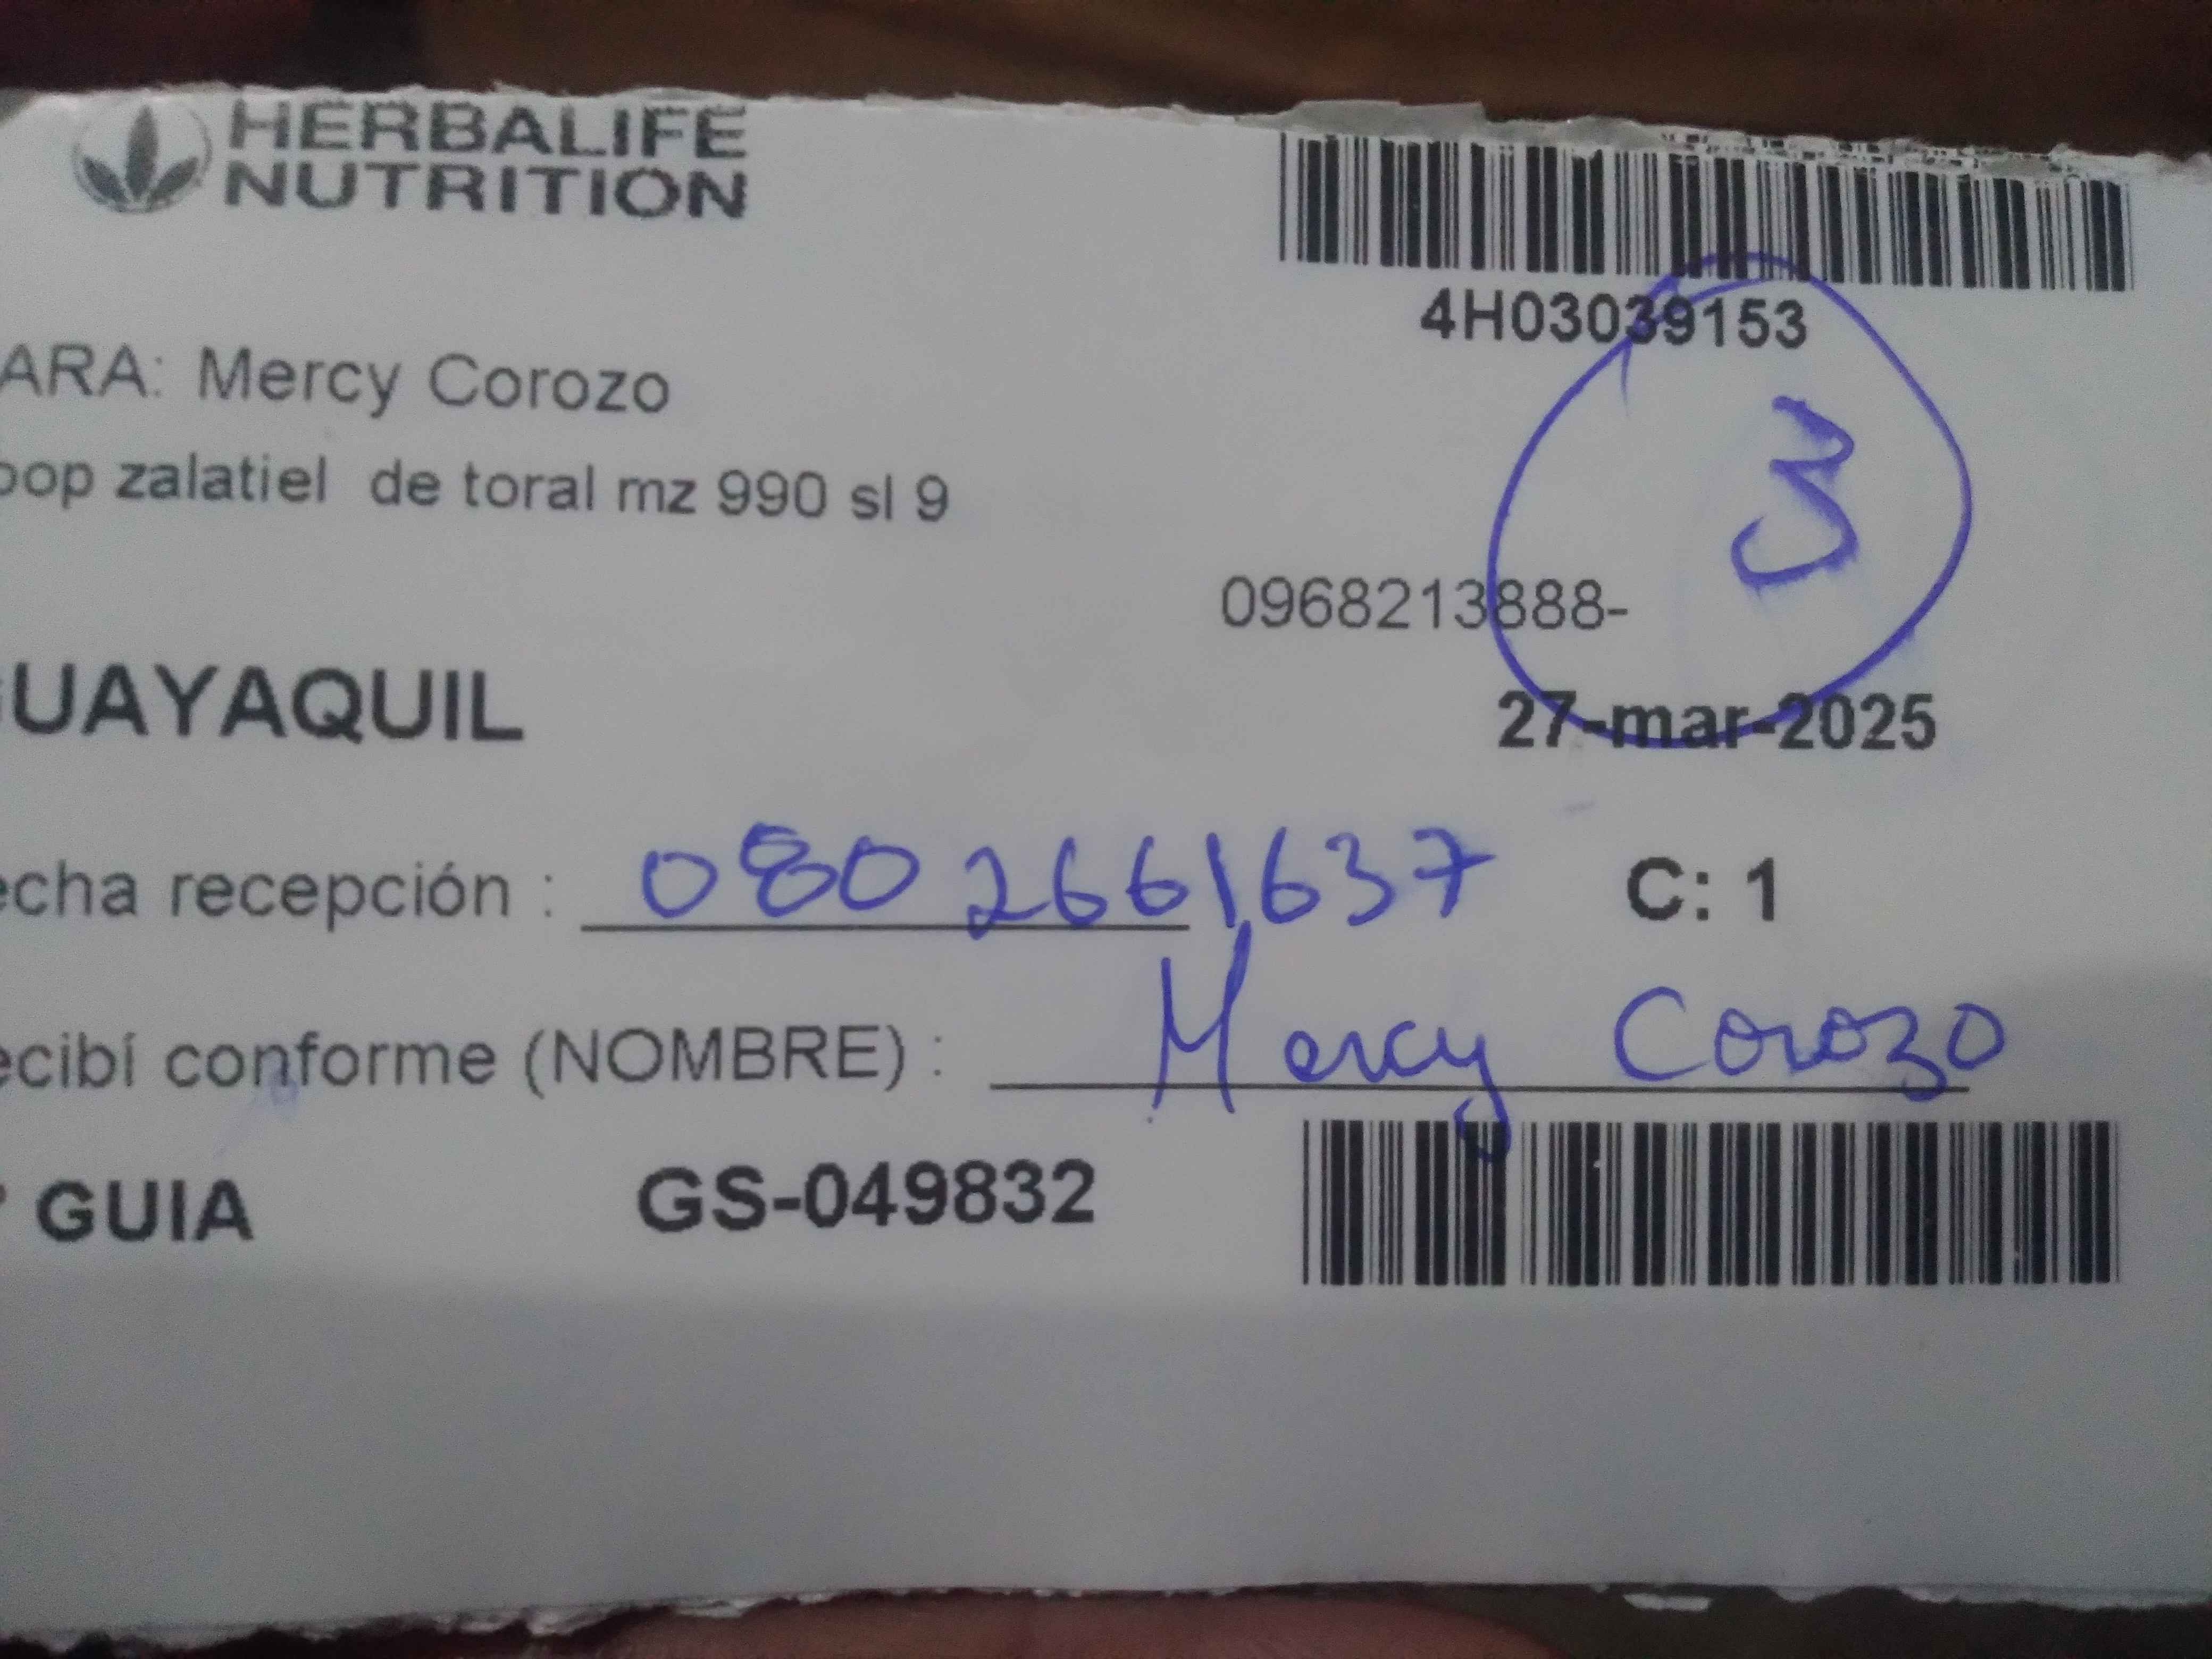 HERBALIFE
NUTRITION
4H03039153
ARA: Mercy Corozo
3
oop zalatiel de toral mz 990 sl 9
0968213888-
GUAYAQUIL
27-mar-2025
echa recepción : 0802661637 C: 1
ecibí conforme (NOMBRE) : Mercy Corozo
GUIA GS-049832